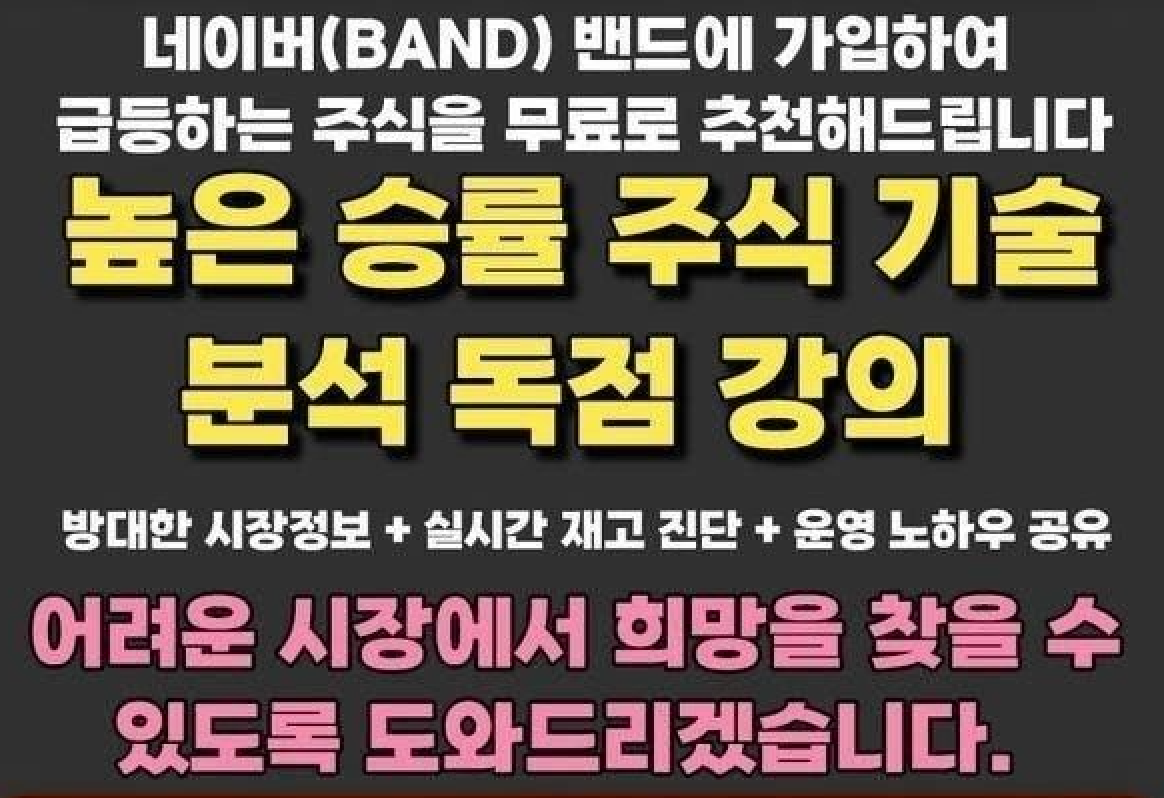 네이버(BAND) 밴드에 가입하여
급등하는 주식을 무료로 추천해드립니다
높은 승률 주식 기술
분석 독점 강의
방대한 시장정보 + 실시간 재고 진단 + 운영 노하우 공유
어려운 시장에서 희망을 찾을 수
있도록 도와드리겠습니다.